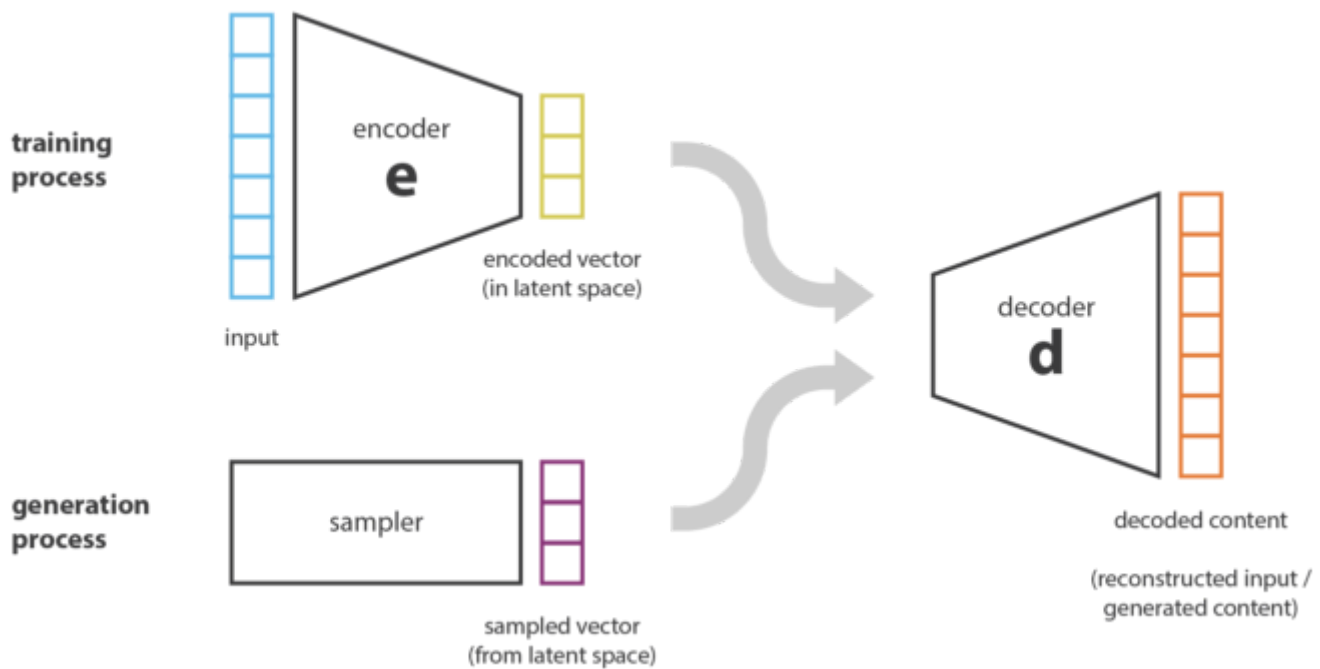 training
process
encoder
e
encoded vector
(in latent space)
input
decoder
d
generation
process
sampler
sampled vector
(from latent space)
decoded content
(reconstructed input /
generated content)